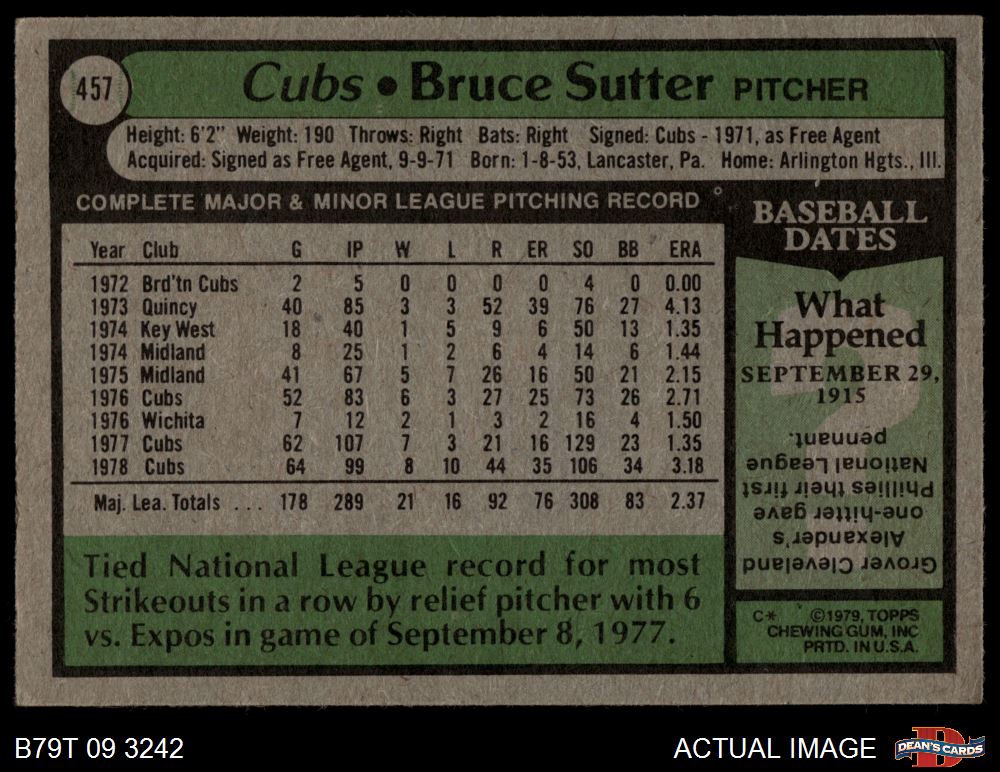 457
Cubs • Bruce Sutter PITCHER
Height: 6'2" Weight: 190 Throws: Right Bats: Right Signed: Cubs - 1971, as Free Agent
Acquired: Signed as Free Agent, 9-9-71 Born: 1-8-53, Lancaster, Pa. Home: Arlington Hgts., Ill.
COMPLETE MAJOR & MINOR LEAGUE PITCHING RECORD
Year Club G IP W L R ER SO BB ERA
1972 Brd'tn Cubs 2 5 0 0 0 0 4 0 0.00
1973 Quincy 40 85 3 3 52 39 76 27 4.13
1974 Key West 18 40 1 5 9 6 50 13 1.35
1974 Midland 8 25 1 2 6 4 14 6 1.44
1975 Midland 41 67 5 7 26 16 50 21 2.15
1976 Cubs 52 83 6 3 27 25 73 26 2.71
1976 Wichita 7 12 2 1 3 2 16 4 1.50
1977 Cubs 62 107 7 3 21 16 129 23 1.35
1978 Cubs 64 99 8 10 44 35 106 34 3.18
Maj. Lea. Totals . . . 178 289 21 16 92 76 308 83 2.37
Tied National League record for most
Strikeouts in a row by relief pitcher with 6
vs. Expos in game of September 8, 1977.
BASEBALL
DATES
What
Happened
SEPTEMBER 29,
1915
Grover Cleveland
Alexander's
one-hitter gave
Phillies their first
National League
pennant.
C* ©1979, TOPPS
CHEWING GUM, INC
PRTD. IN U.S.A.
B79T 09 3242
ACTUAL IMAGE
D
DEAN'S CARDS